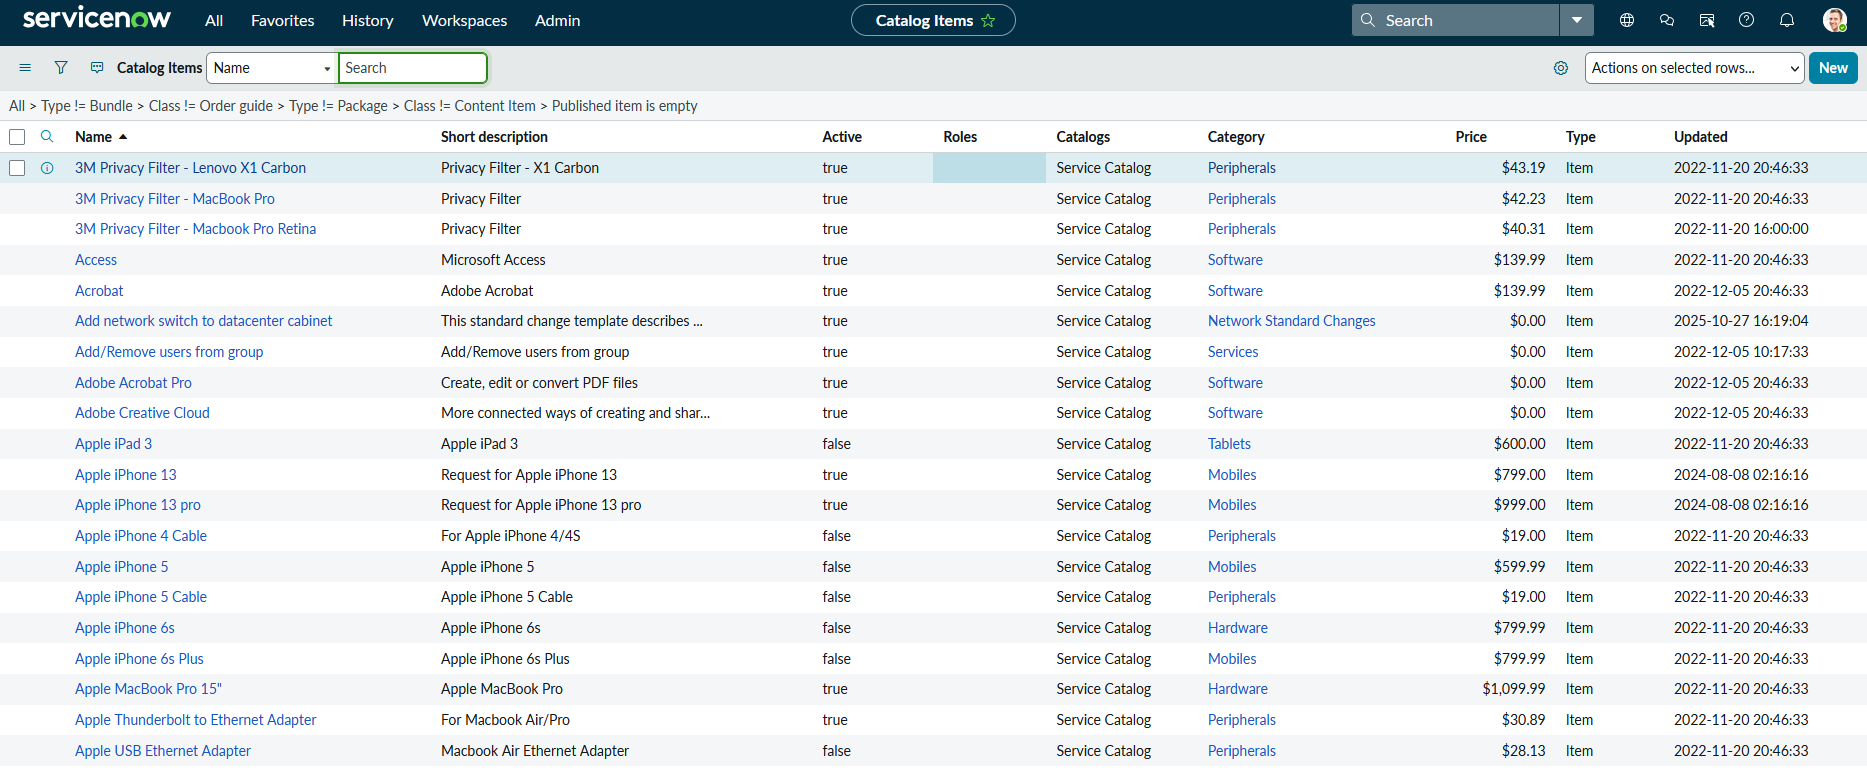 servicenow All Favorites History Workspaces Admin Catalog Items Search
Catalog Items Name Search Actions on selected rows... New
All > Type != Bundle > Class != Order guide > Type != Package > Class != Content Item > Published item is empty
Name Short description Active Roles Catalogs Category Price Type Updated
3M Privacy Filter - Lenovo X1 Carbon Privacy Filter - X1 Carbon true Service Catalog Peripherals $43.19 Item 2022-11-20 20:46:33
3M Privacy Filter - MacBook Pro Privacy Filter true Service Catalog Peripherals $42.23 Item 2022-11-20 20:46:33
3M Privacy Filter - Macbook Pro Retina Privacy Filter true Service Catalog Peripherals $40.31 Item 2022-11-20 16:00:00
Access Microsoft Access true Service Catalog Software $139.99 Item 2022-11-20 20:46:33
Acrobat Adobe Acrobat true Service Catalog Software $139.99 Item 2022-12-05 20:46:33
Add network switch to datacenter cabinet This standard change template describes ... true Service Catalog Network Standard Changes $0.00 Item 2025-10-27 16:19:04
Add/Remove users from group Add/Remove users from group true Service Catalog Services $0.00 Item 2022-12-05 10:17:33
Adobe Acrobat Pro Create, edit or convert PDF files true Service Catalog Software $0.00 Item 2022-12-05 20:46:33
Adobe Creative Cloud More connected ways of creating and shar... true Service Catalog Software $0.00 Item 2022-12-05 20:46:33
Apple iPad 3 Apple iPad 3 false Service Catalog Tablets $600.00 Item 2022-11-20 20:46:33
Apple iPhone 13 Request for Apple iPhone 13 true Service Catalog Mobiles $799.00 Item 2024-08-08 02:16:16
Apple iPhone 13 pro Request for Apple iPhone 13 pro true Service Catalog Mobiles $999.00 Item 2024-08-08 02:16:16
Apple iPhone 4 Cable For Apple iPhone 4/4S false Service Catalog Peripherals $19.00 Item 2022-11-20 20:46:33
Apple iPhone 5 Apple iPhone 5 false Service Catalog Mobiles $599.99 Item 2022-11-20 20:46:33
Apple iPhone 5 Cable Apple iPhone 5 Cable false Service Catalog Peripherals $19.00 Item 2022-11-20 20:46:33
Apple iPhone 6s Apple iPhone 6s false Service Catalog Hardware $799.99 Item 2022-11-20 20:46:33
Apple iPhone 6s Plus Apple iPhone 6s Plus false Service Catalog Mobiles $799.99 Item 2022-11-20 20:46:33
Apple MacBook Pro 15" Apple MacBook Pro true Service Catalog Hardware $1,099.99 Item 2022-11-20 20:46:33
Apple Thunderbolt to Ethernet Adapter For Macbook Air/Pro true Service Catalog Peripherals $30.89 Item 2022-11-20 20:46:33
Apple USB Ethernet Adapter Macbook Air Ethernet Adapter false Service Catalog Peripherals $28.13 Item 2022-11-20 20:46:33